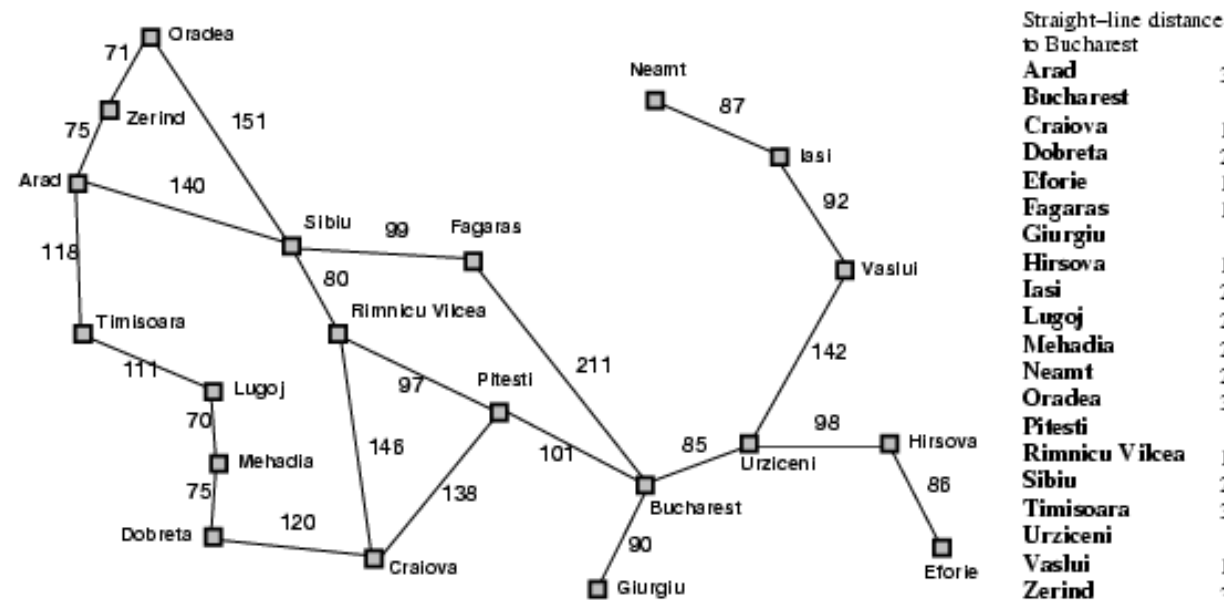 Oradea
71
Neamt
87
Zerind
151
75
Iasi
Arad
140
92
Sibiu
99
Fagaras
118
Vaslui
80
Timisoara
Rimnicu Vilcea
142
111
211
Lugoj
97
Pitesti
70
98
Hirsova
146
85
Urziceni
Mehadia
101
86
75
138
Bucharest
120
Dobreta
90
Craiova
Eforie
Giurgiu
Straight-line distance
to Bucharest
Arad
Bucharest
Craiova
Dobreta
Eforie
Fagaras
Giurgiu
Hirsova
Iasi
Lugoj
Mehadia
Neamt
Oradea
Pitesti
Rimnicu Vilcea
Sibiu
Timisoara
Urziceni
Vaslui
Zerind